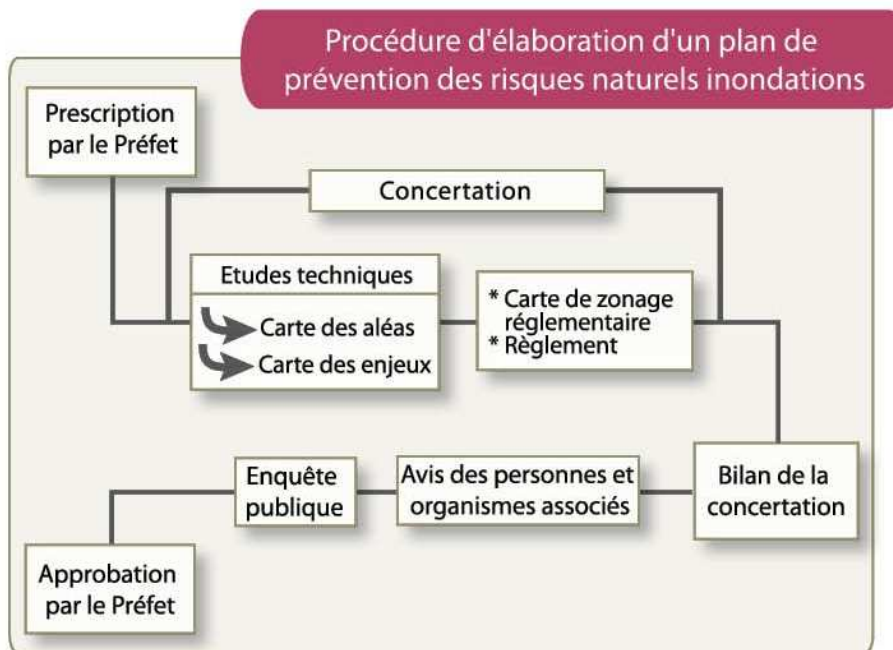 Procédure d'élaboration d'un plan de
prévention des risques naturels inondations
Prescription
par le Préfet
Concertation
Etudes techniques
Carte des aléas
Carte des enjeux
* Carte de zonage
réglementaire
* Règlement
Bilan de la
concertation
Avis des personnes et
organismes associés
Enquête
publique
Approbation
par le Préfet